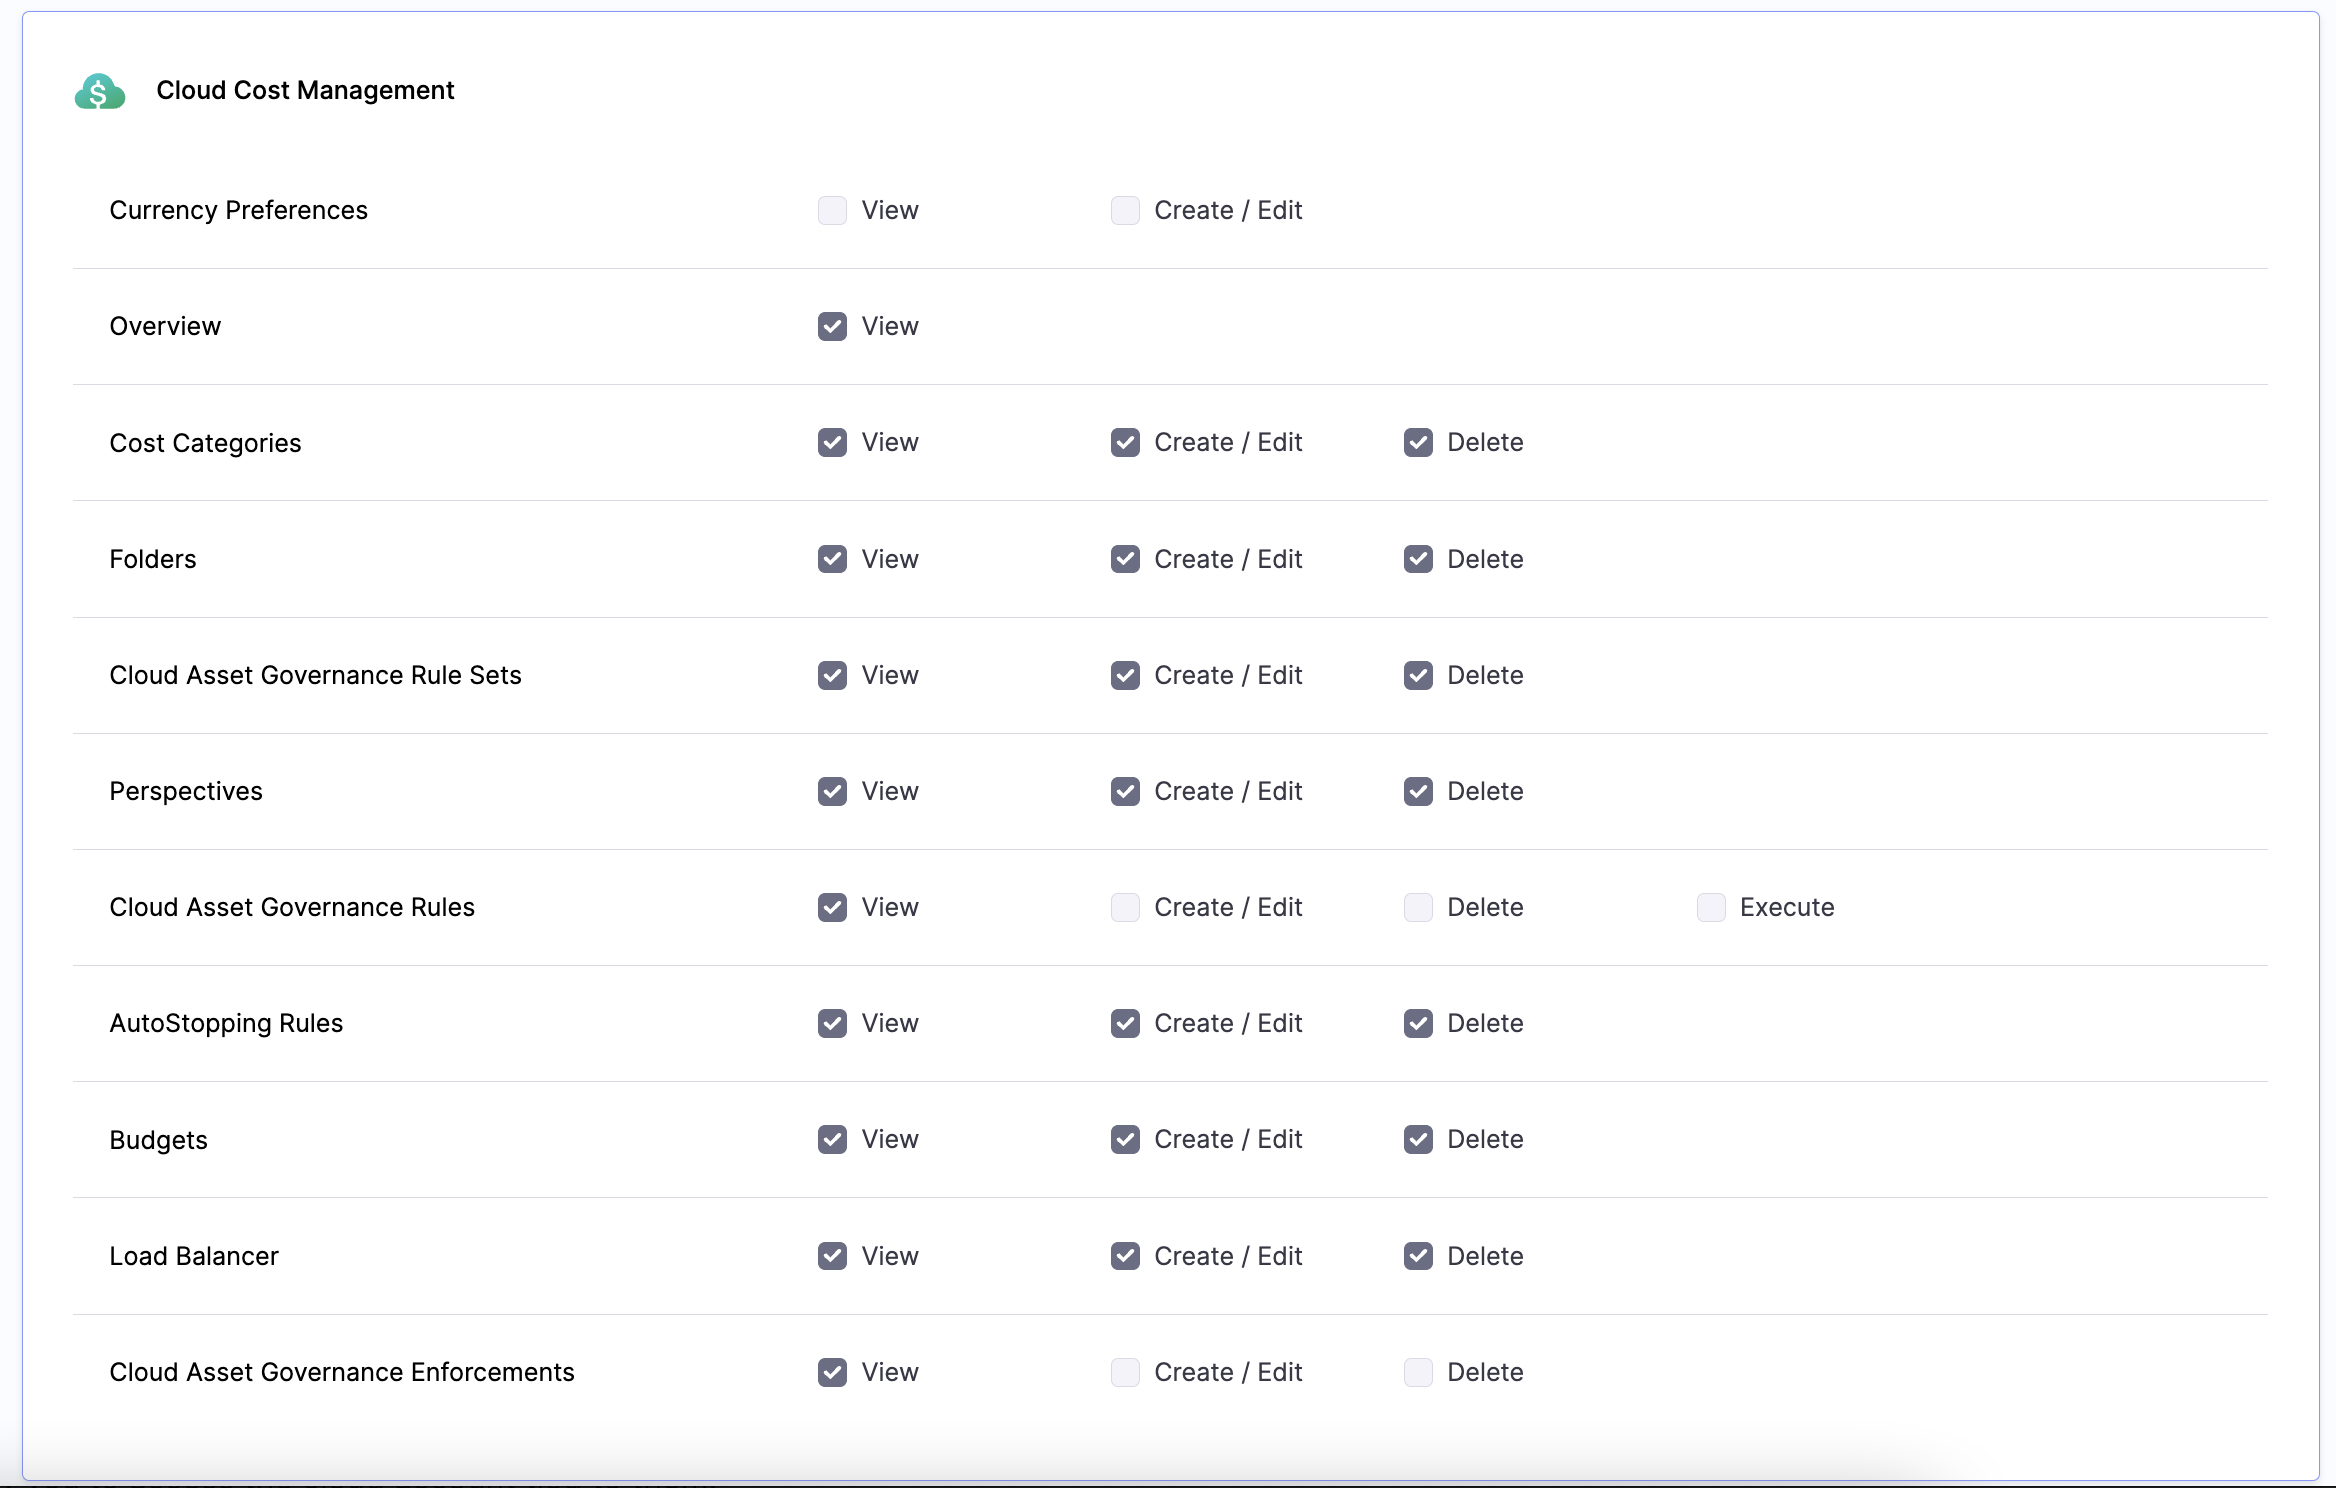 Cloud Cost Management
Currency Preferences View Create / Edit
Overview View
Cost Categories View Create / Edit Delete
Folders View Create / Edit Delete
Cloud Asset Governance Rule Sets View Create / Edit Delete
Perspectives View Create / Edit Delete
Cloud Asset Governance Rules View Create / Edit Delete Execute
AutoStopping Rules View Create / Edit Delete
Budgets View Create / Edit Delete
Load Balancer View Create / Edit Delete
Cloud Asset Governance Enforcements View Create / Edit Delete